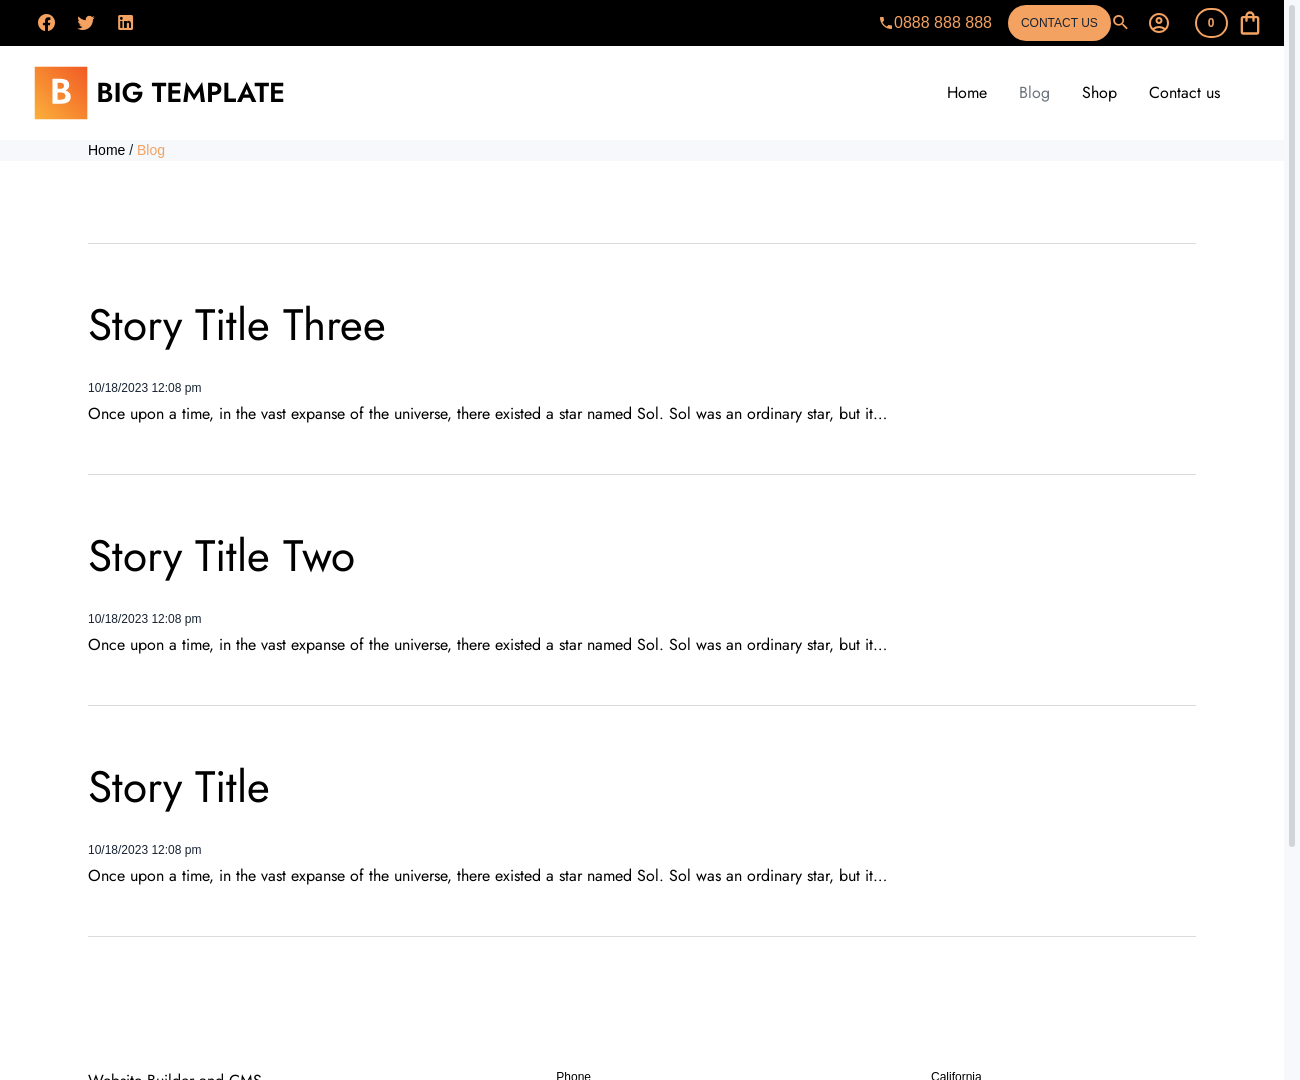 0888 888 888
CONTACT US
0
B BIG TEMPLATE
Home Blog Shop Contact us
Home / Blog
Story Title Three
10/18/2023 12:08 pm
Once upon a time, in the vast expanse of the universe, there existed a star named Sol. Sol was an ordinary star, but it...
Story Title Two
10/18/2023 12:08 pm
Once upon a time, in the vast expanse of the universe, there existed a star named Sol. Sol was an ordinary star, but it...
Story Title
10/18/2023 12:08 pm
Once upon a time, in the vast expanse of the universe, there existed a star named Sol. Sol was an ordinary star, but it...
Website Builder and CMS
Phone
California